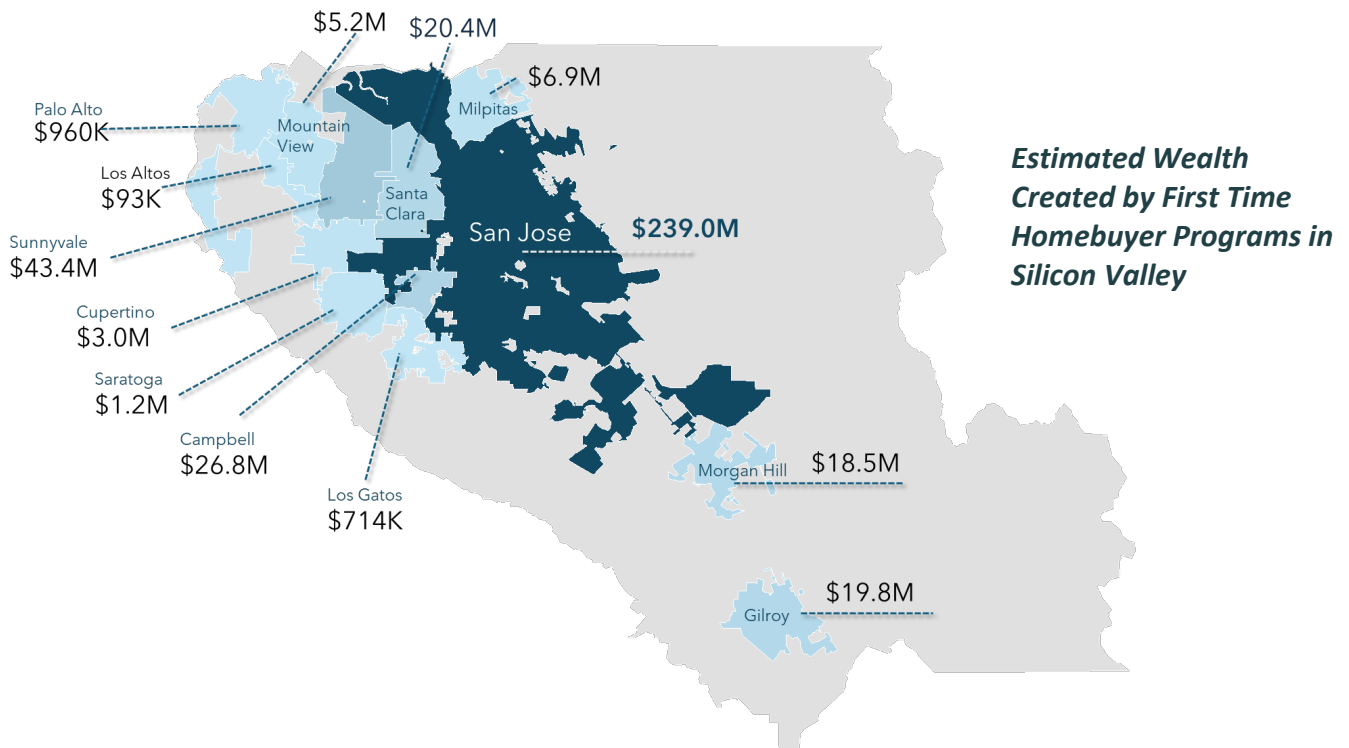 $5.2M
$20.4M
$6.9M
Palo Alto
$960K
Mountain
View
Milpitas
Los Altos
$93K
Santa
Clara
Sunnyvale
$43.4M
San Jose
$239.0M
Cupertino
$3.0M
Saratoga
$1.2M
Campbell
$26.8M
Los Gatos
$714K
Morgan Hill
$18.5M
Gilroy
$19.8M
Estimated Wealth
Created by First Time
Homebuyer Programs in
Silicon Valley